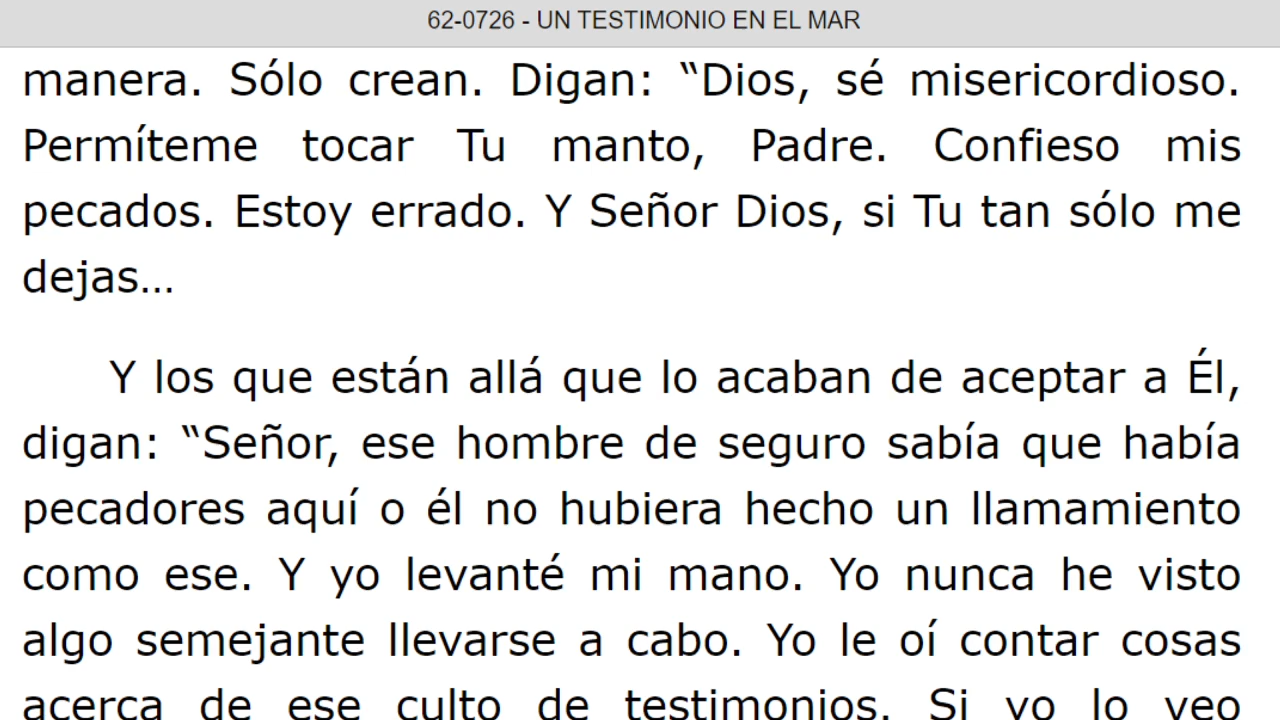 62-0726 - UN TESTIMONIO EN EL MAR
manera. Sólo crean. Digan: “Dios, sé misericordioso.
Permíteme tocar Tu manto, Padre. Confieso mis
pecados. Estoy errado. Y Señor Dios, si Tu tan sólo me
dejas…
Y los que están allá que lo acaban de aceptar a Él,
digan: “Señor, ese hombre de seguro sabía que había
pecadores aquí o él no hubiera hecho un llamamiento
como ese. Y yo levanté mi mano. Yo nunca he visto
algo semejante llevarse a cabo. Yo le oí contar cosas
acerca de ese culto de testimonios. Si yo lo veo